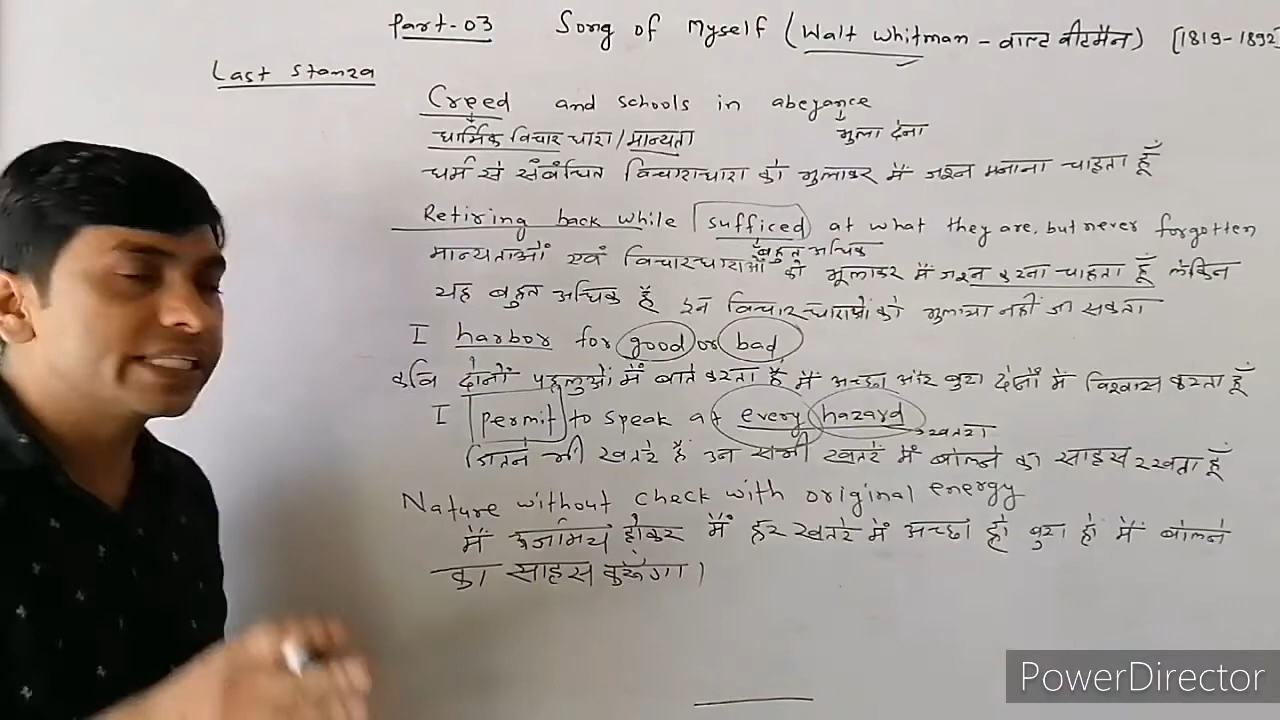 Part-03 Song of Myself (Walt Whitman - वाल्ट वीटमैन) [1819-1892
Last Stanza
Creed and schools in abeyance
धार्मिक विचार धारा/मान्यता भुला देना
धर्म से संबंधित विचाराधारा को भुलाकर मैं जश्न मनाना चाहता हूँ
Retiring back while sufficed at what they are, but never forgotten
बहुत अधिक
मान्यताओं एवं विचारधाराओं को भूलाकर मैं जश्न करना चाहता हूँ लेकिन
यह बहुत अधिक है इन विचारधाराओं को भुलाया नहीं जा सकता
I harbor for good or bad
कवि दोनों पहलुओं में बात करता है मैं अच्छा और बुरा दोनों में विश्वास करता हूँ
I permit to speak at every hazard
खतरा
जितने भी खतरे हैं उन सभी खतरें में बोलने का साहस रखता हूँ
Nature without check with original energy
मैं ऊर्जामय होकर मैं हर खतरे में अच्छा हो बुरा हो मैं बोलने
का साहस करूँगा।
PowerDirector